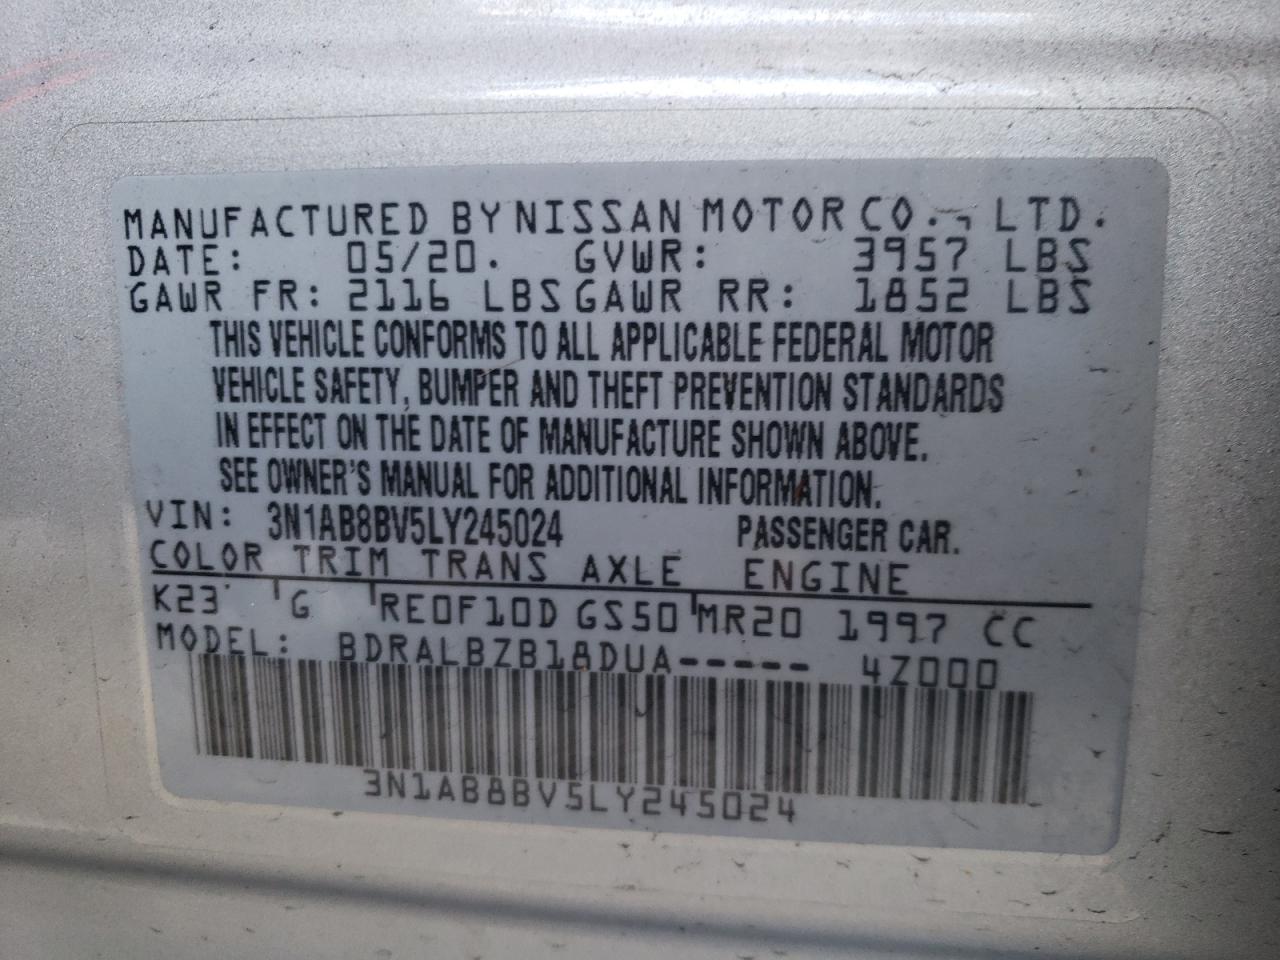 MANUFACTURED BY NISSAN MOTOR CO., LTD.
DATE: 05/20. GVWR: 3957 LBS
GAWR FR: 2116 LBS GAWR RR: 1852 LBS
THIS VEHICLE CONFORMS TO ALL APPLICABLE FEDERAL MOTOR
VEHICLE SAFETY, BUMPER AND THEFT PREVENTION STANDARDS
IN EFFECT ON THE DATE OF MANUFACTURE SHOWN ABOVE.
SEE OWNER'S MANUAL FOR ADDITIONAL INFORMATION.
VIN: 3N1AB8BV5LY245024 PASSENGER CAR.
COLOR TRIM TRANS AXLE ENGINE
K23 G RE0F10D GS50 MR20 1997 CC
MODEL: BDRALBZB18DUA----- 4Z000
3N1AB8BV5LY245024